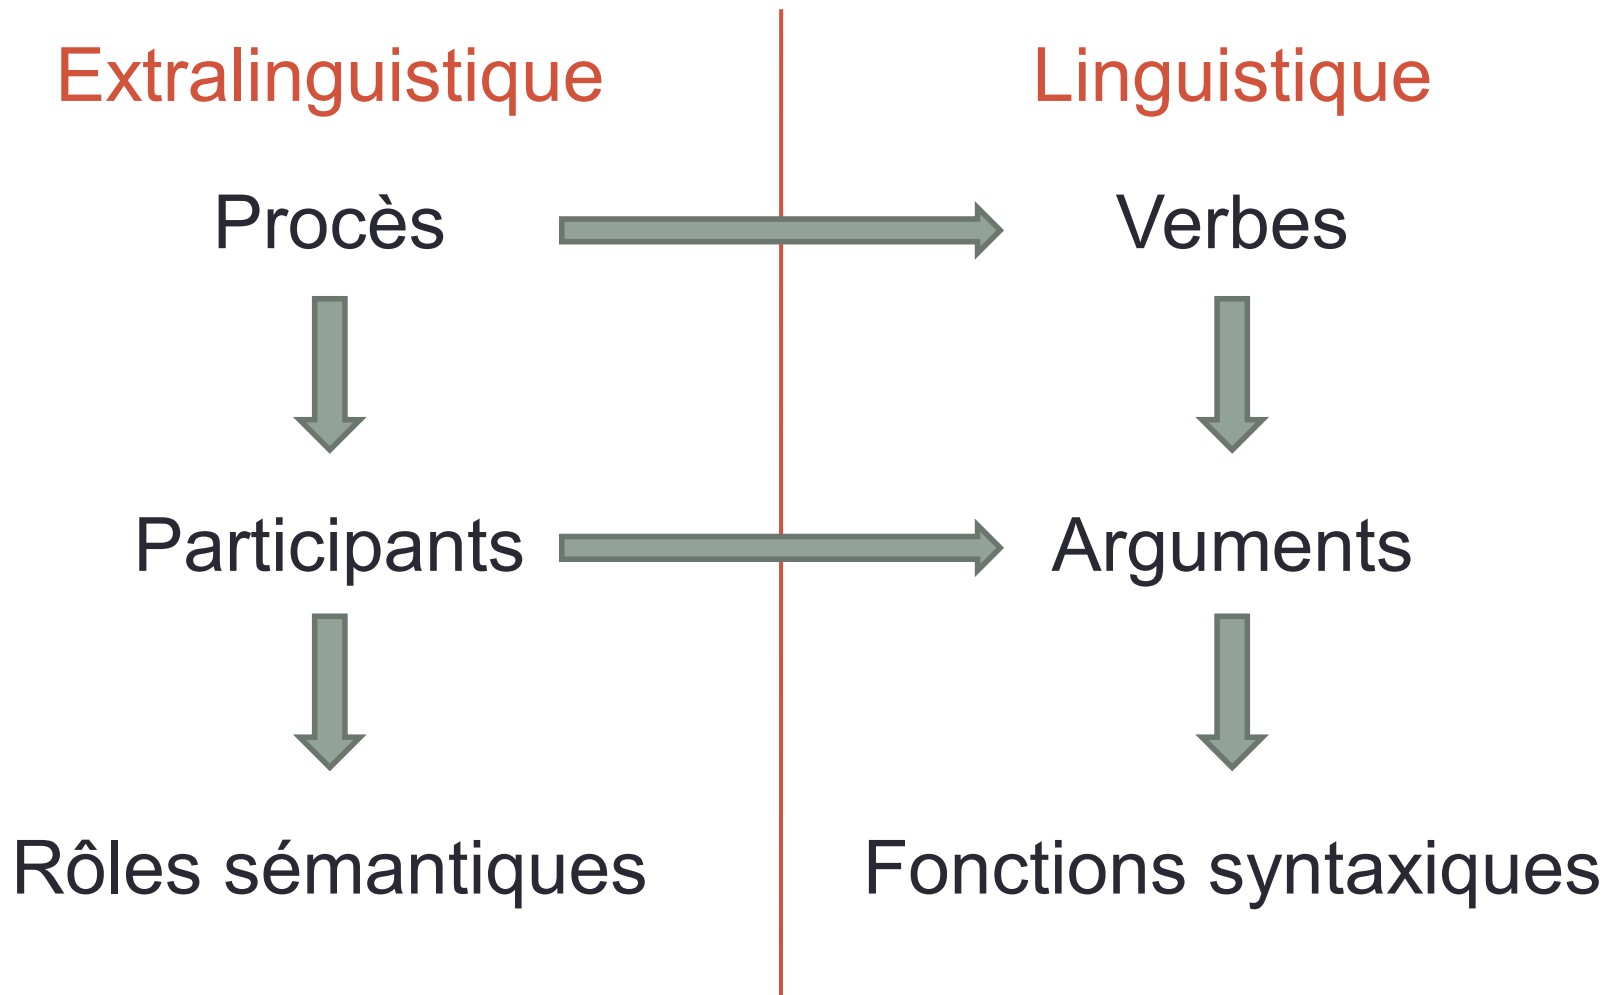 Extralinguistique
Linguistique
Procès
Verbes
Participants
Arguments
Rôles sémantiques
Fonctions syntaxiques